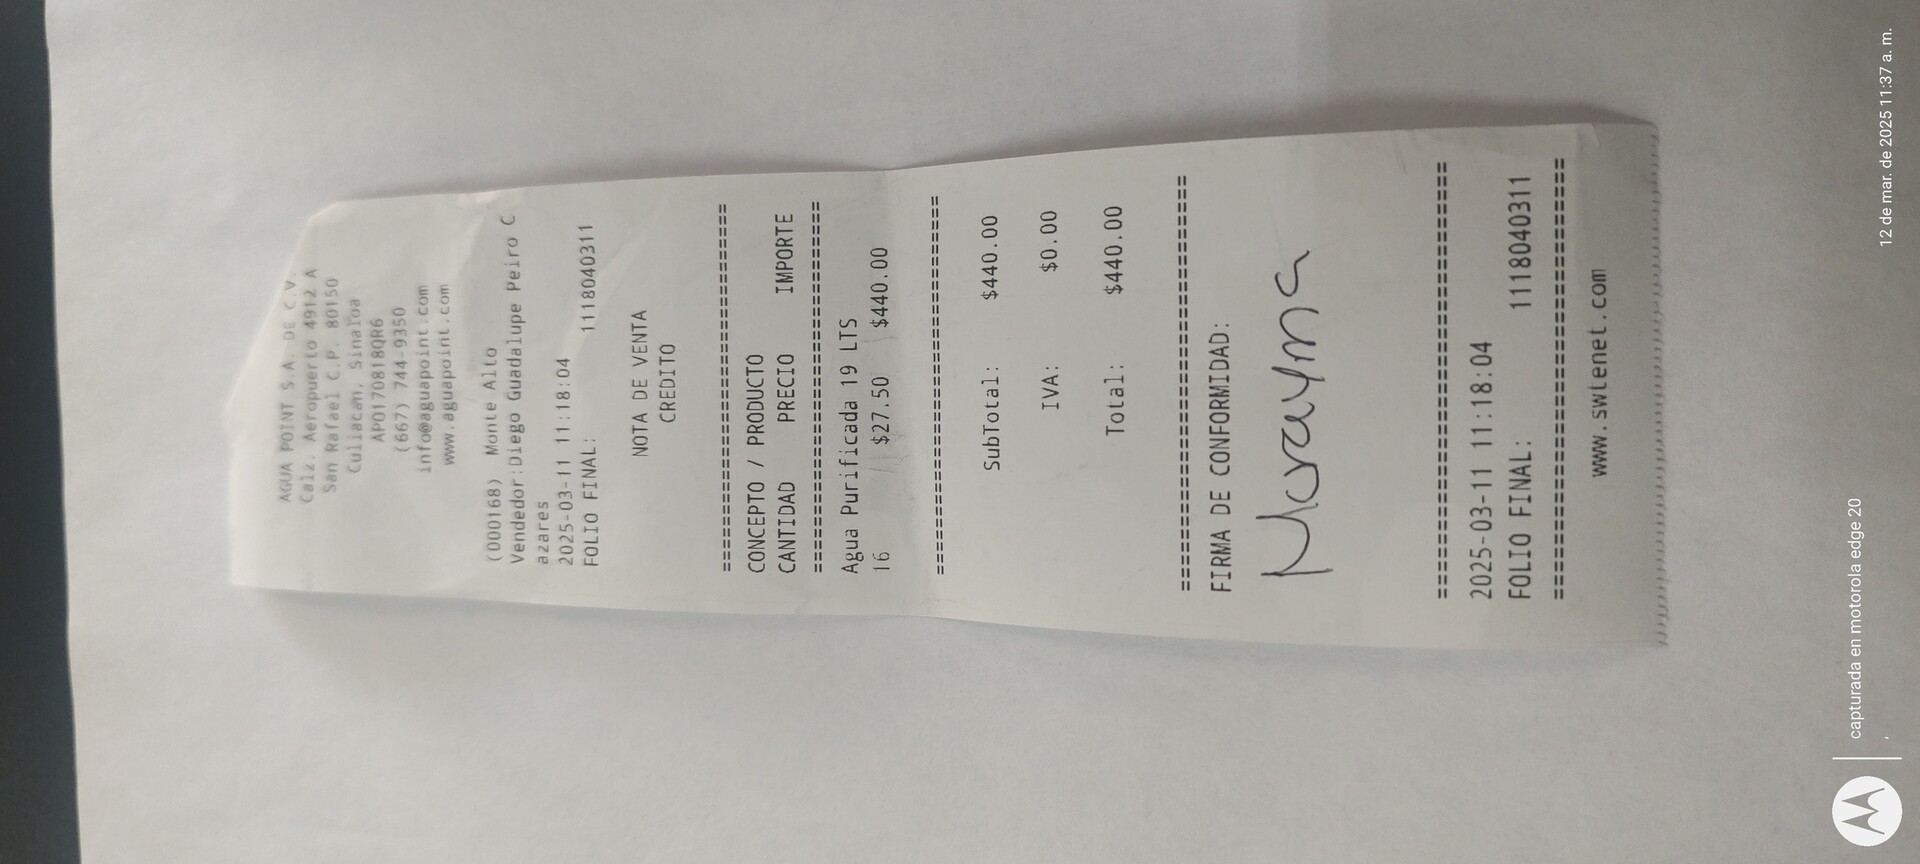 AGUA POINT S.A. DE C.V.
Calz. Aeropuerto 4912 A
San Rafael C.P. 80150
Culiacan, Sinaloa
APO170818QR6
(667) 744-9350
info@aguapoint.com
www.aguapoint.com
(000168) Monte Alto
Vendedor:Diego Guadalupe Peiro C
azares
2025-03-11 11:18:04
FOLIO FINAL: 1118040311
NOTA DE VENTA
CREDITO
================================
CONCEPTO / PRODUCTO
CANTIDAD PRECIO IMPORTE
================================
Agua Purificada 19 LTS
16 $27.50 $440.00
================================
SubTotal: $440.00
IVA: $0.00
Total: $440.00
================================
FIRMA DE CONFORMIDAD:
================================
2025-03-11 11:18:04
FOLIO FINAL: 1118040311
================================
www.swtenet.com
capturada en motorola edge 20
12 de mar. de 2025 11:37 a. m.